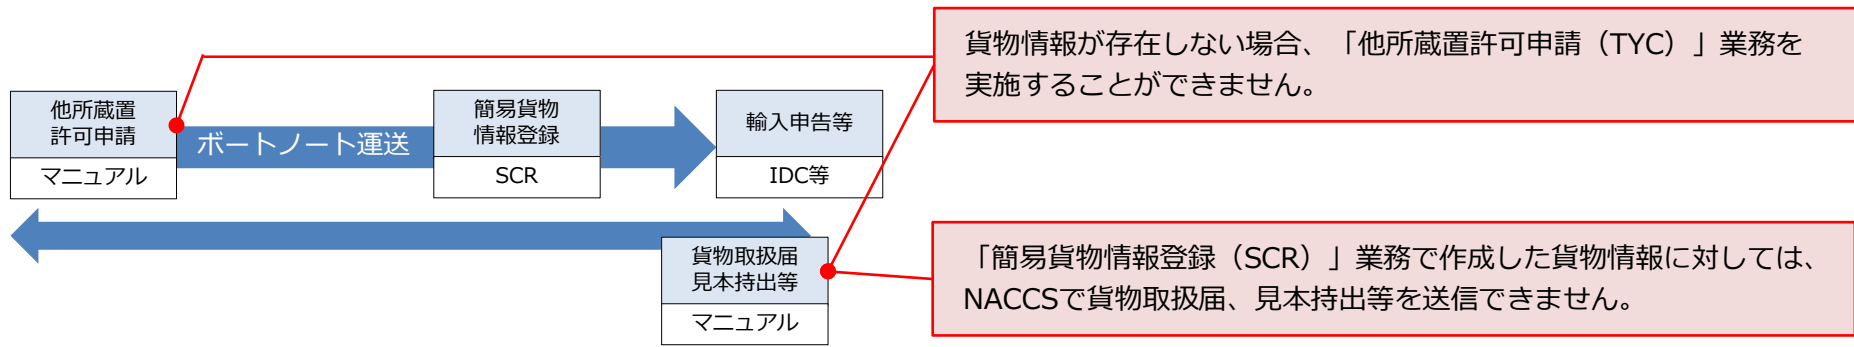 貨物情報が存在しない場合、「他所蔵置許可申請（TYC）」業務を
実施することができません。
他所蔵置
許可申請
マニュアル
ボートノート運送
簡易貨物
情報登録
SCR
輸入申告等
IDC等
貨物取扱届
見本持出等
マニュアル
「簡易貨物情報登録（SCR）」業務で作成した貨物情報に対しては、
NACCSで貨物取扱届、見本持出等を送信できません。